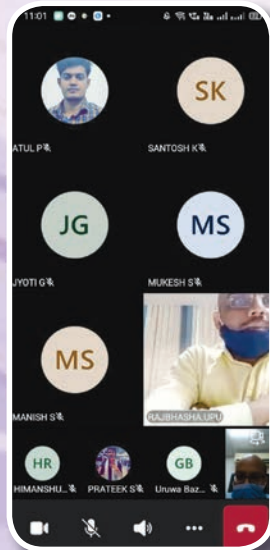 11:01
SK
ATUL P
SANTOSH K
JG
MS
JYOTI G
MUKESH S
MS
MANISH S
RAJBHASHA.UPU
HR
GB
HIMANSHU...
PRATEEK S
Uruwa Baz...